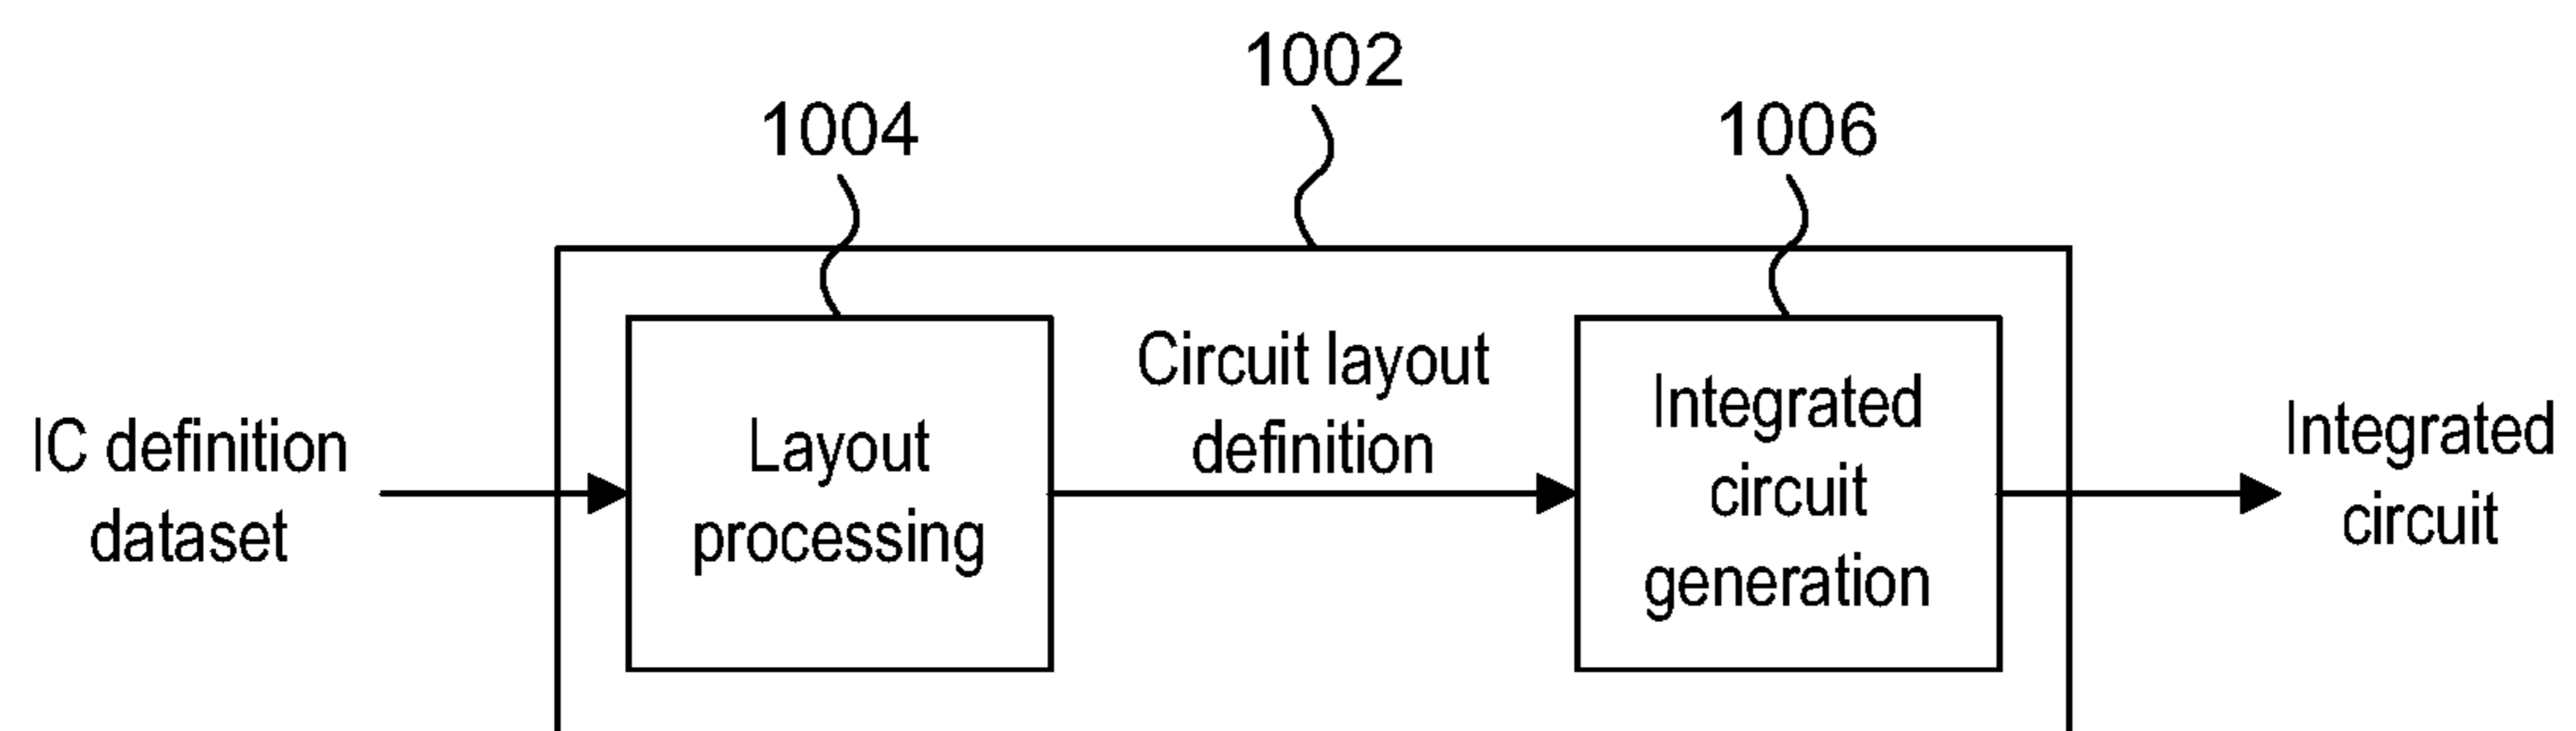 1002
1004
1006
IC definition
dataset
Layout
processing
Circuit layout
definition
Integrated
circuit
generation
Integrated
circuit